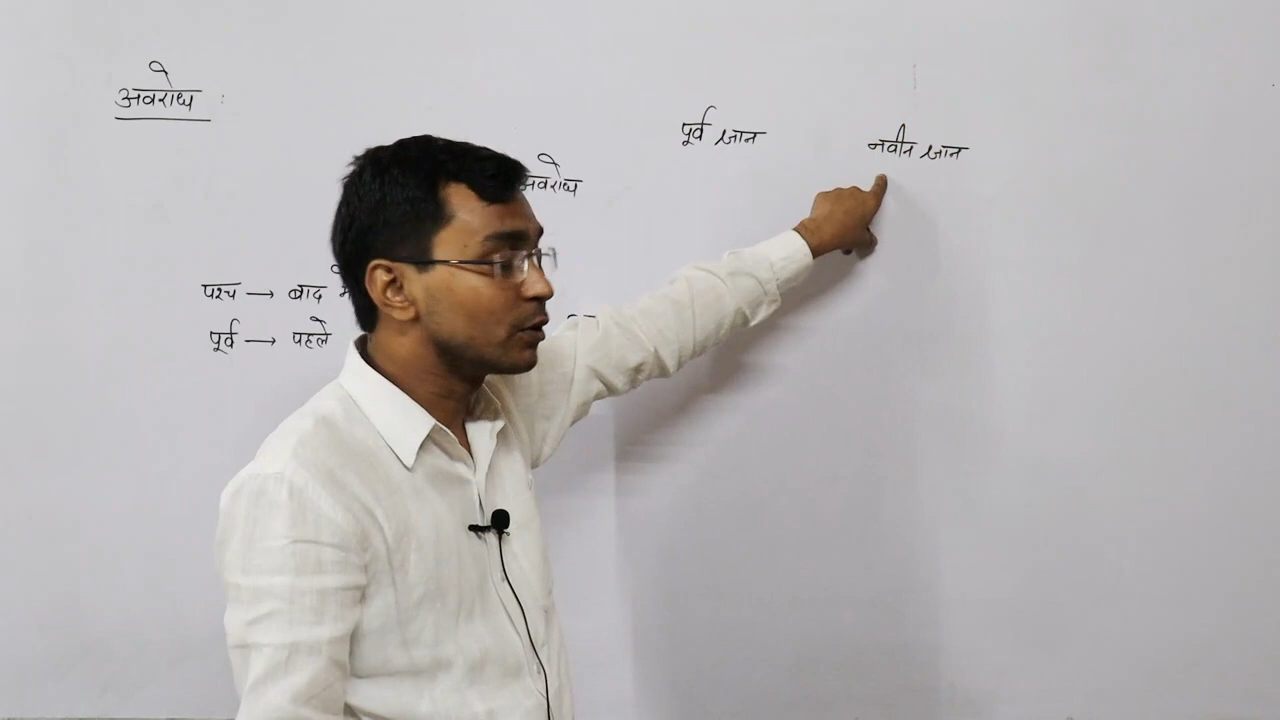 अवरोध :
अवरोध
पूर्व ज्ञान
नवीन ज्ञान
पश्च → बाद
पूर्व → पहले